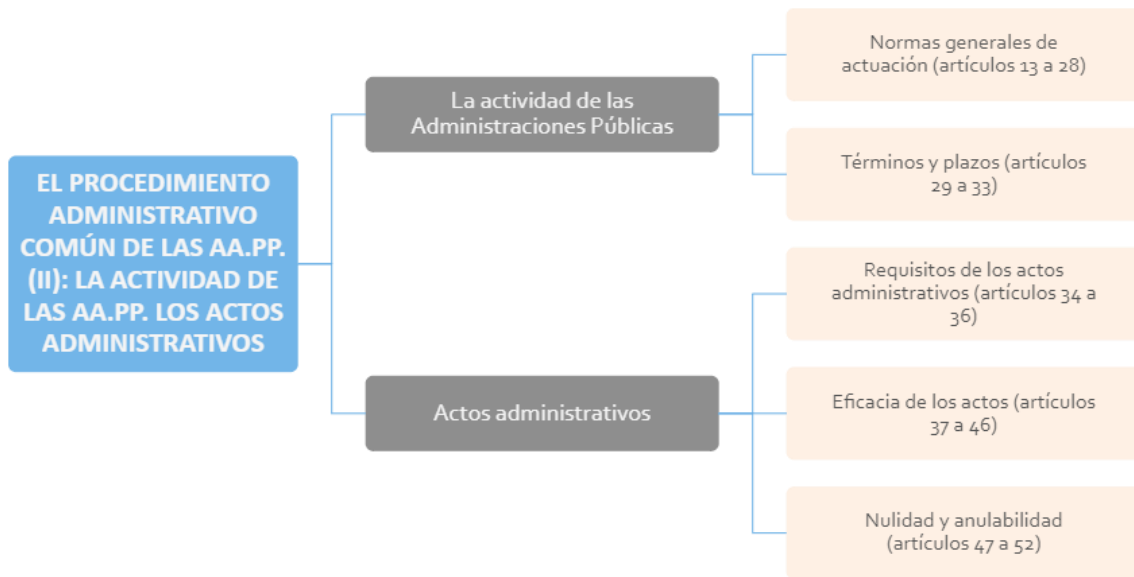 EL PROCEDIMIENTO
ADMINISTRATIVO
COMÚN DE LAS AA.PP.
(II): LA ACTIVIDAD DE
LAS AA.PP. LOS ACTOS
ADMINISTRATIVOS
La actividad de las
Administraciones Públicas
Normas generales de
actuación (artículos 13 a 28)
Términos y plazos (artículos
29 a 33)
Actos administrativos
Requisitos de los actos
administrativos (artículos 34 a
36)
Eficacia de los actos (artículos
37 a 46)
Nulidad y anulabilidad
(artículos 47 a 52)